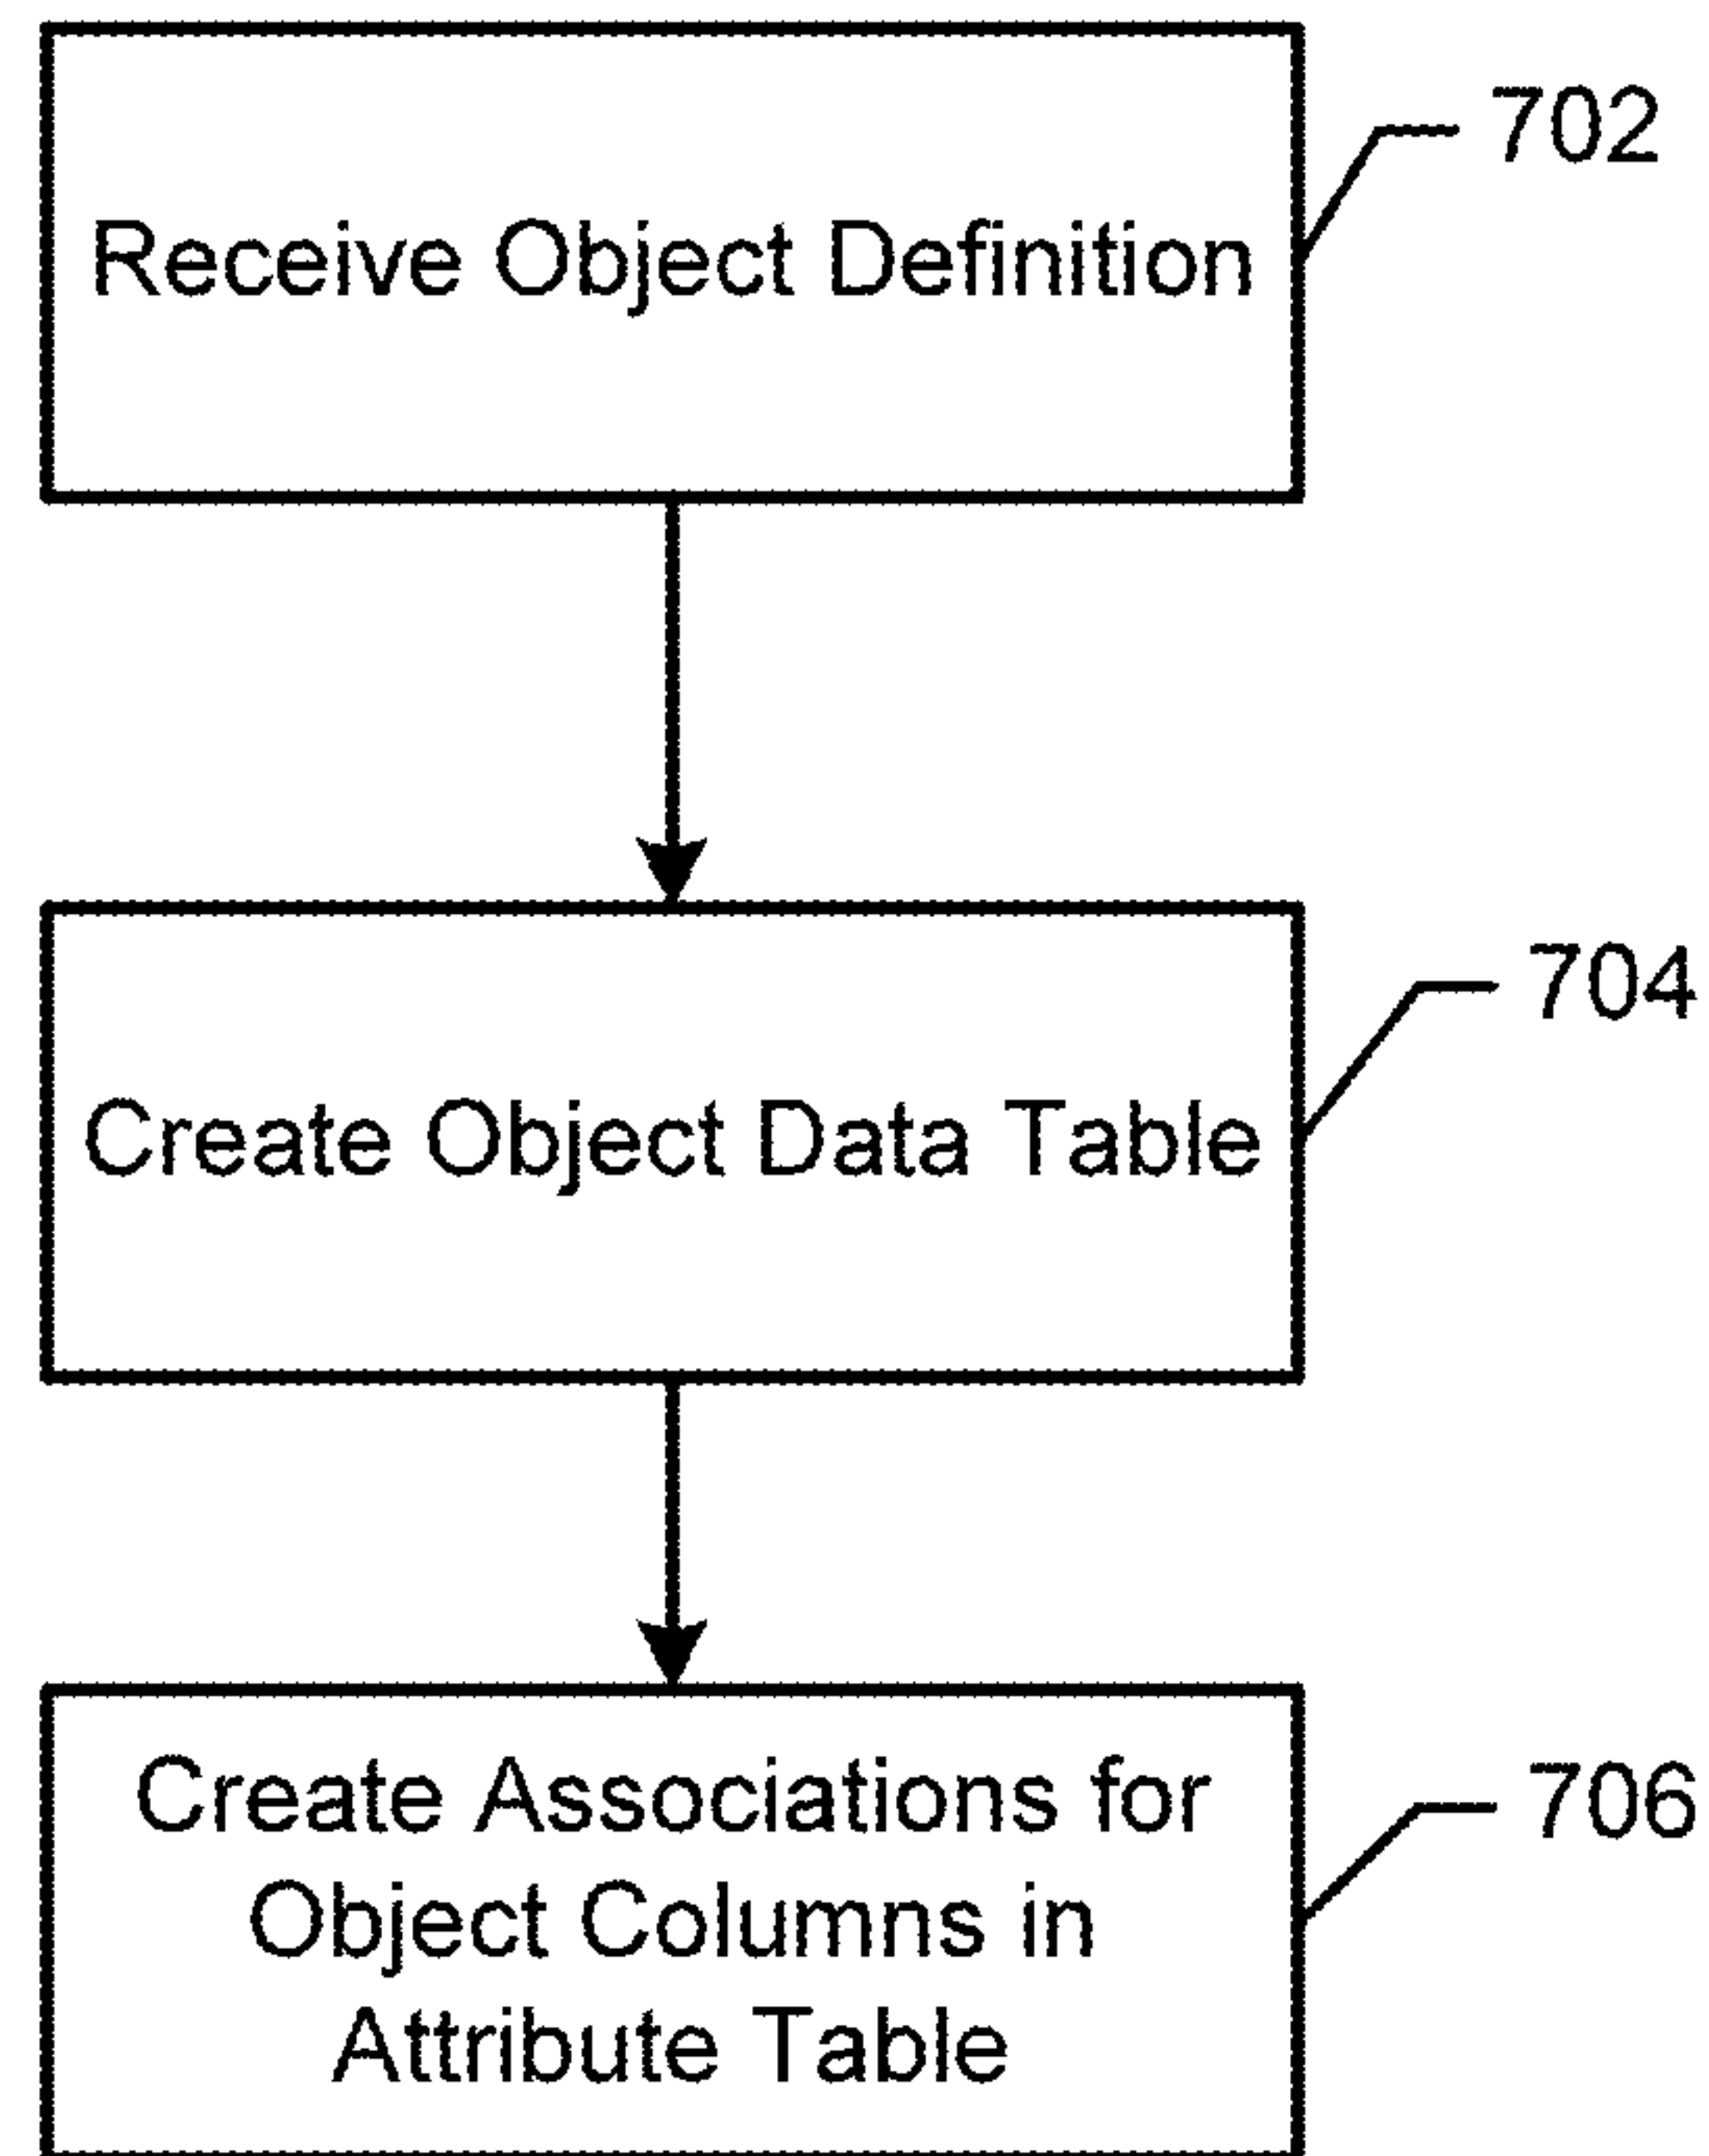 702
Receive Object Definition
704
Create Object Data Table
706
Create Associations for
Object Columns in
Attribute Table